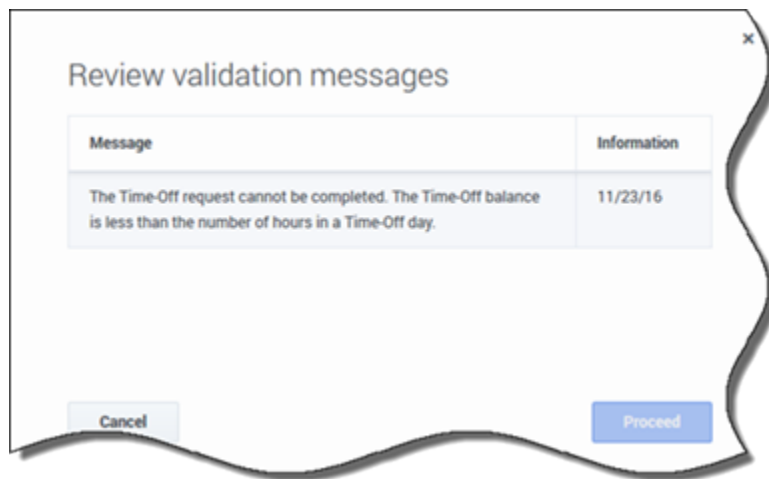 ×
Review validation messages
Message Information
The Time-Off request cannot be completed. The Time-Off balance 11/23/16
is less than the number of hours in a Time-Off day.
Cancel Proceed